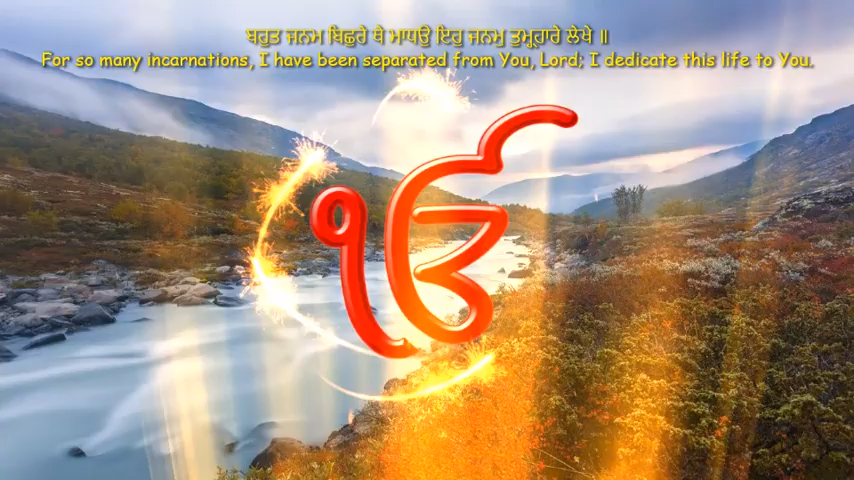 ਬਹੁਤ ਜਨਮ ਬਿਛੁਰੇ ਥੇ ਮਾਧਉ ਇਹੁ ਜਨਮੁ ਤੁਮ੍ਹ੍ਹਾਰੇ ਲੇਖੇ ॥
For so many incarnations, I have been separated from You, Lord; I dedicate this life to You.
ੴ